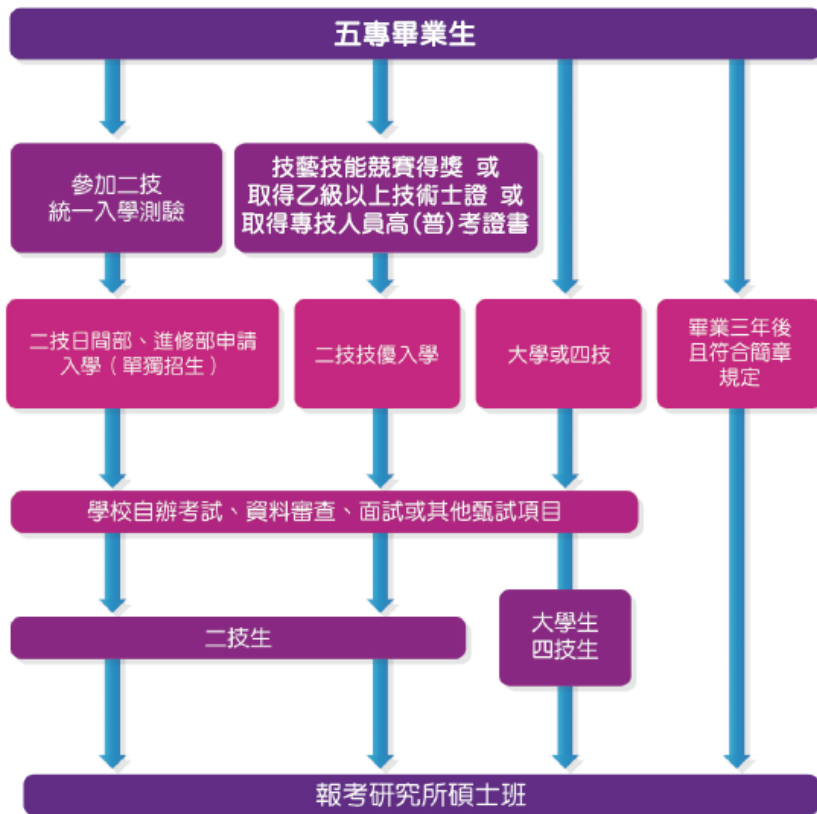 五專畢業生
參加二技
統一入學測驗
技藝技能競賽得獎 或
取得乙級以上技術士證 或
取得專技人員高(普)考證書
二技日間部、進修部申請
入學(單獨招生)
二技技優入學
大學或四技
畢業三年後
且符合簡章
規定
學校自辦考試、資料審查、面試或其他甄試項目
二技生
大學生
四技生
報考研究所碩士班